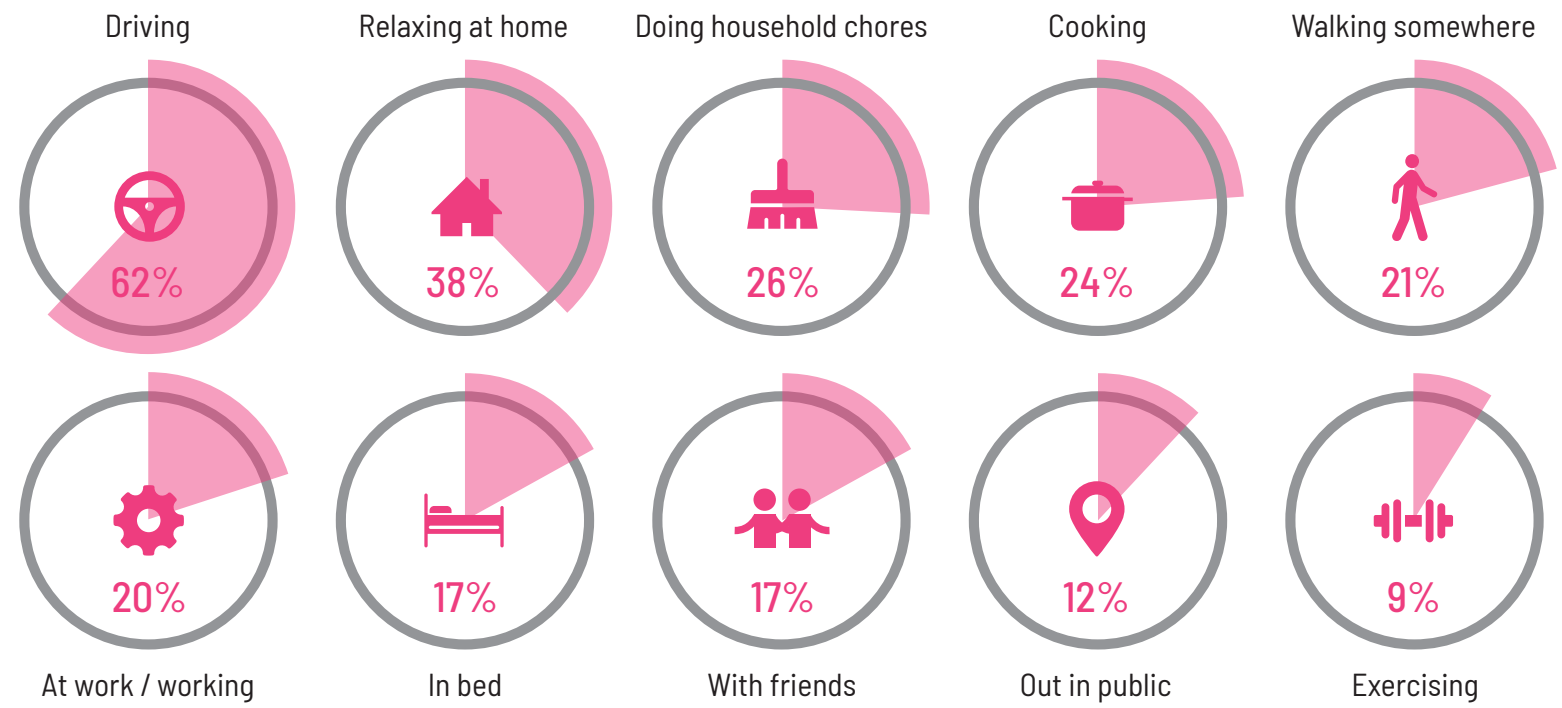 Driving
Relaxing at home
Doing household chores
Cooking
Walking somewhere
62%
38%
26%
24%
21%
20%
17%
17%
12%
9%
At work / working
In bed
With friends
Out in public
Exercising